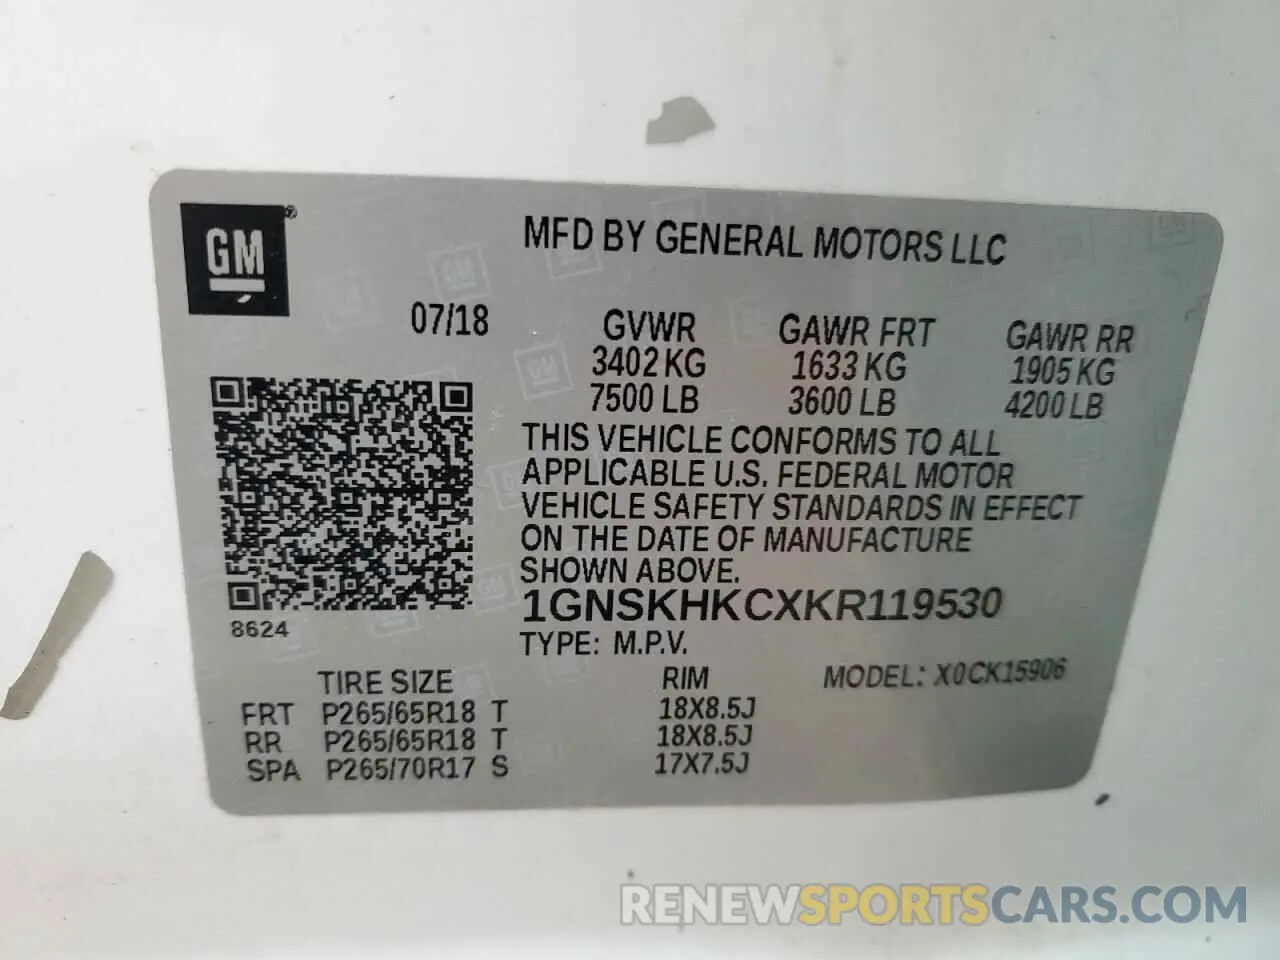 GM
MFD BY GENERAL MOTORS LLC
07/18
GVWR GAWR FRT GAWR RR
3402 KG 1633 KG 1905 KG
7500 LB 3600 LB 4200 LB
THIS VEHICLE CONFORMS TO ALL
APPLICABLE U.S. FEDERAL MOTOR
VEHICLE SAFETY STANDARDS IN EFFECT
ON THE DATE OF MANUFACTURE
SHOWN ABOVE.
8624
1GNSKHKCXKR119530
TYPE: M.P.V.
TIRE SIZE RIM MODEL: X0CK15906
FRT P265/65R18 T 18X8.5J
RR P265/65R18 T 18X8.5J
SPA P265/70R17 S 17X7.5J
RENEWSPORTSCARS.COM